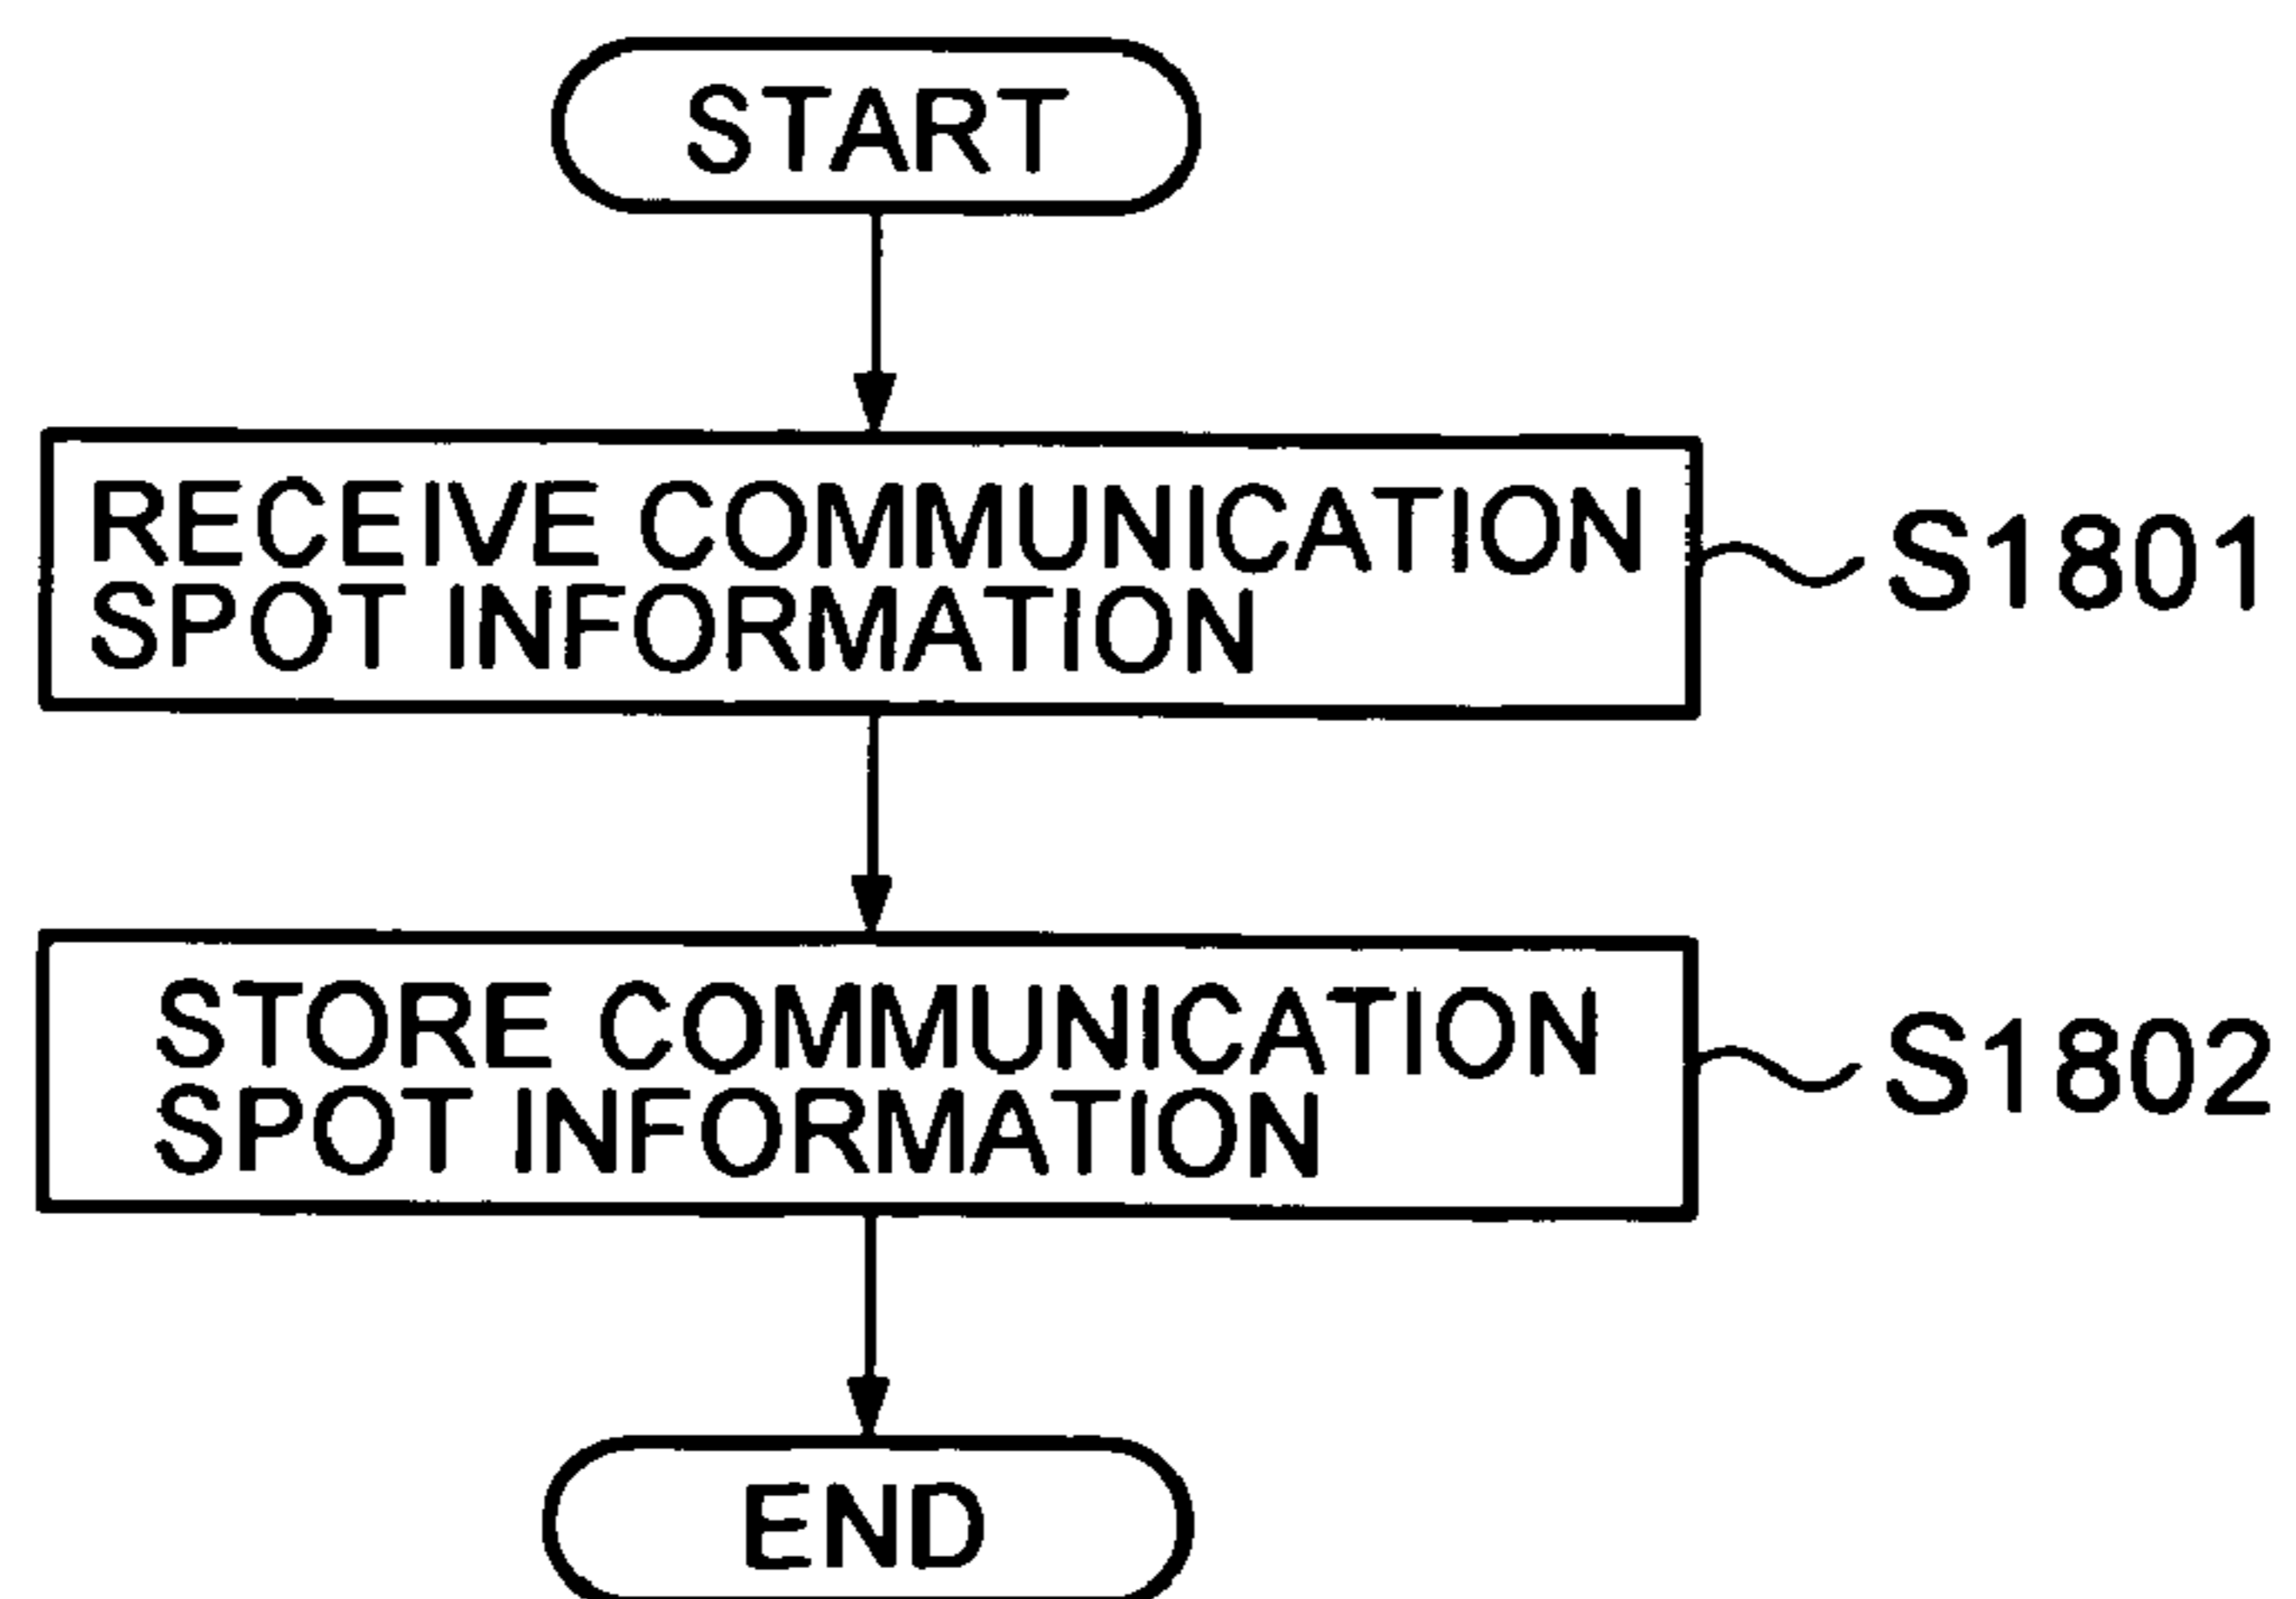 START
RECEIVE COMMUNICATION
SPOT INFORMATION
S1801
STORE COMMUNICATION
SPOT INFORMATION
S1802
END